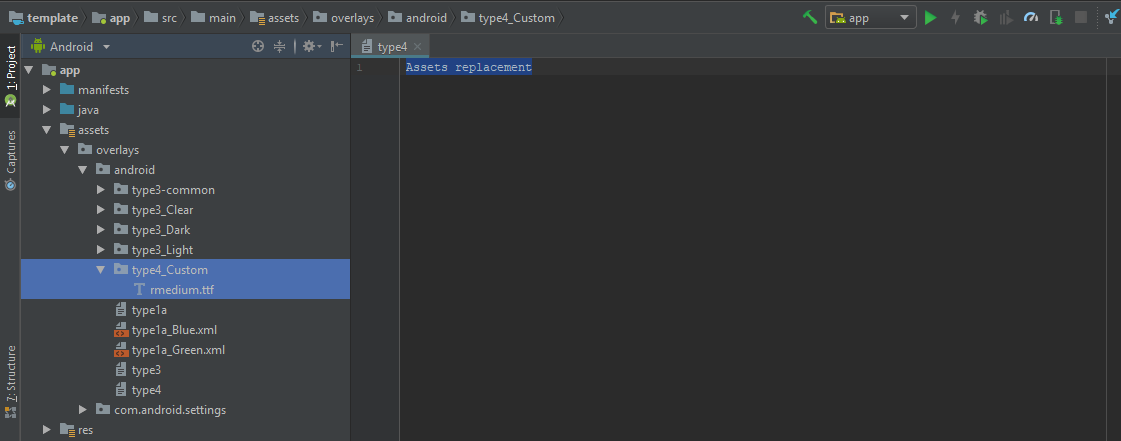 template app src main assets overlays android type4_Custom app
1: Project
Captures
7: Structure
Android
app
manifests
java
assets
overlays
android
type3-common
type3_Clear
type3_Dark
type3_Light
type4_Custom
rmedium.ttf
type1a
type1a_Blue.xml
type1a_Green.xml
type3
type4
com.android.settings
res
type4
1 Assets replacement